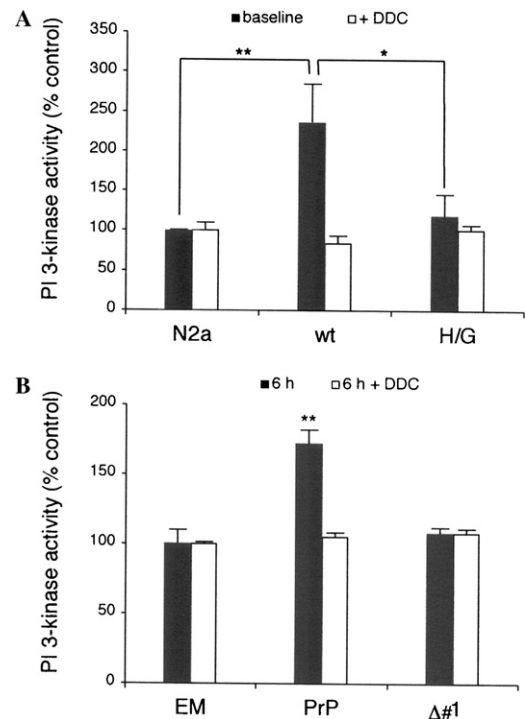 A
■ baseline □ + DDC
PI 3-kinase activity (% control)
350
300
250
200
150
100
50
0
**
*
N2a wt H/G
B
■ 6 h □ 6 h + DDC
PI 3-kinase activity (% control)
200
150
100
50
0
**
EM PrP Δ#1